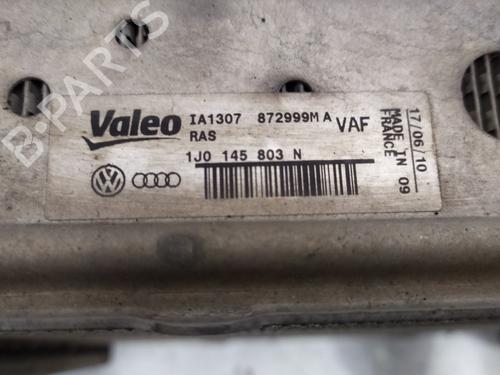 B-Parts
Valeo
IA1307 872999M A
RAS
VAF
1J0 145 803 N
17/06/10
MADE IN
FRANCE
09